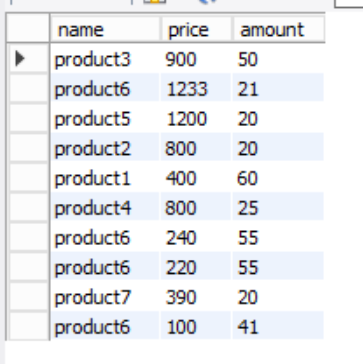 name price amount
product3 900 50
product6 1233 21
product5 1200 20
product2 800 20
product1 400 60
product4 800 25
product6 240 55
product6 220 55
product7 390 20
product6 100 41